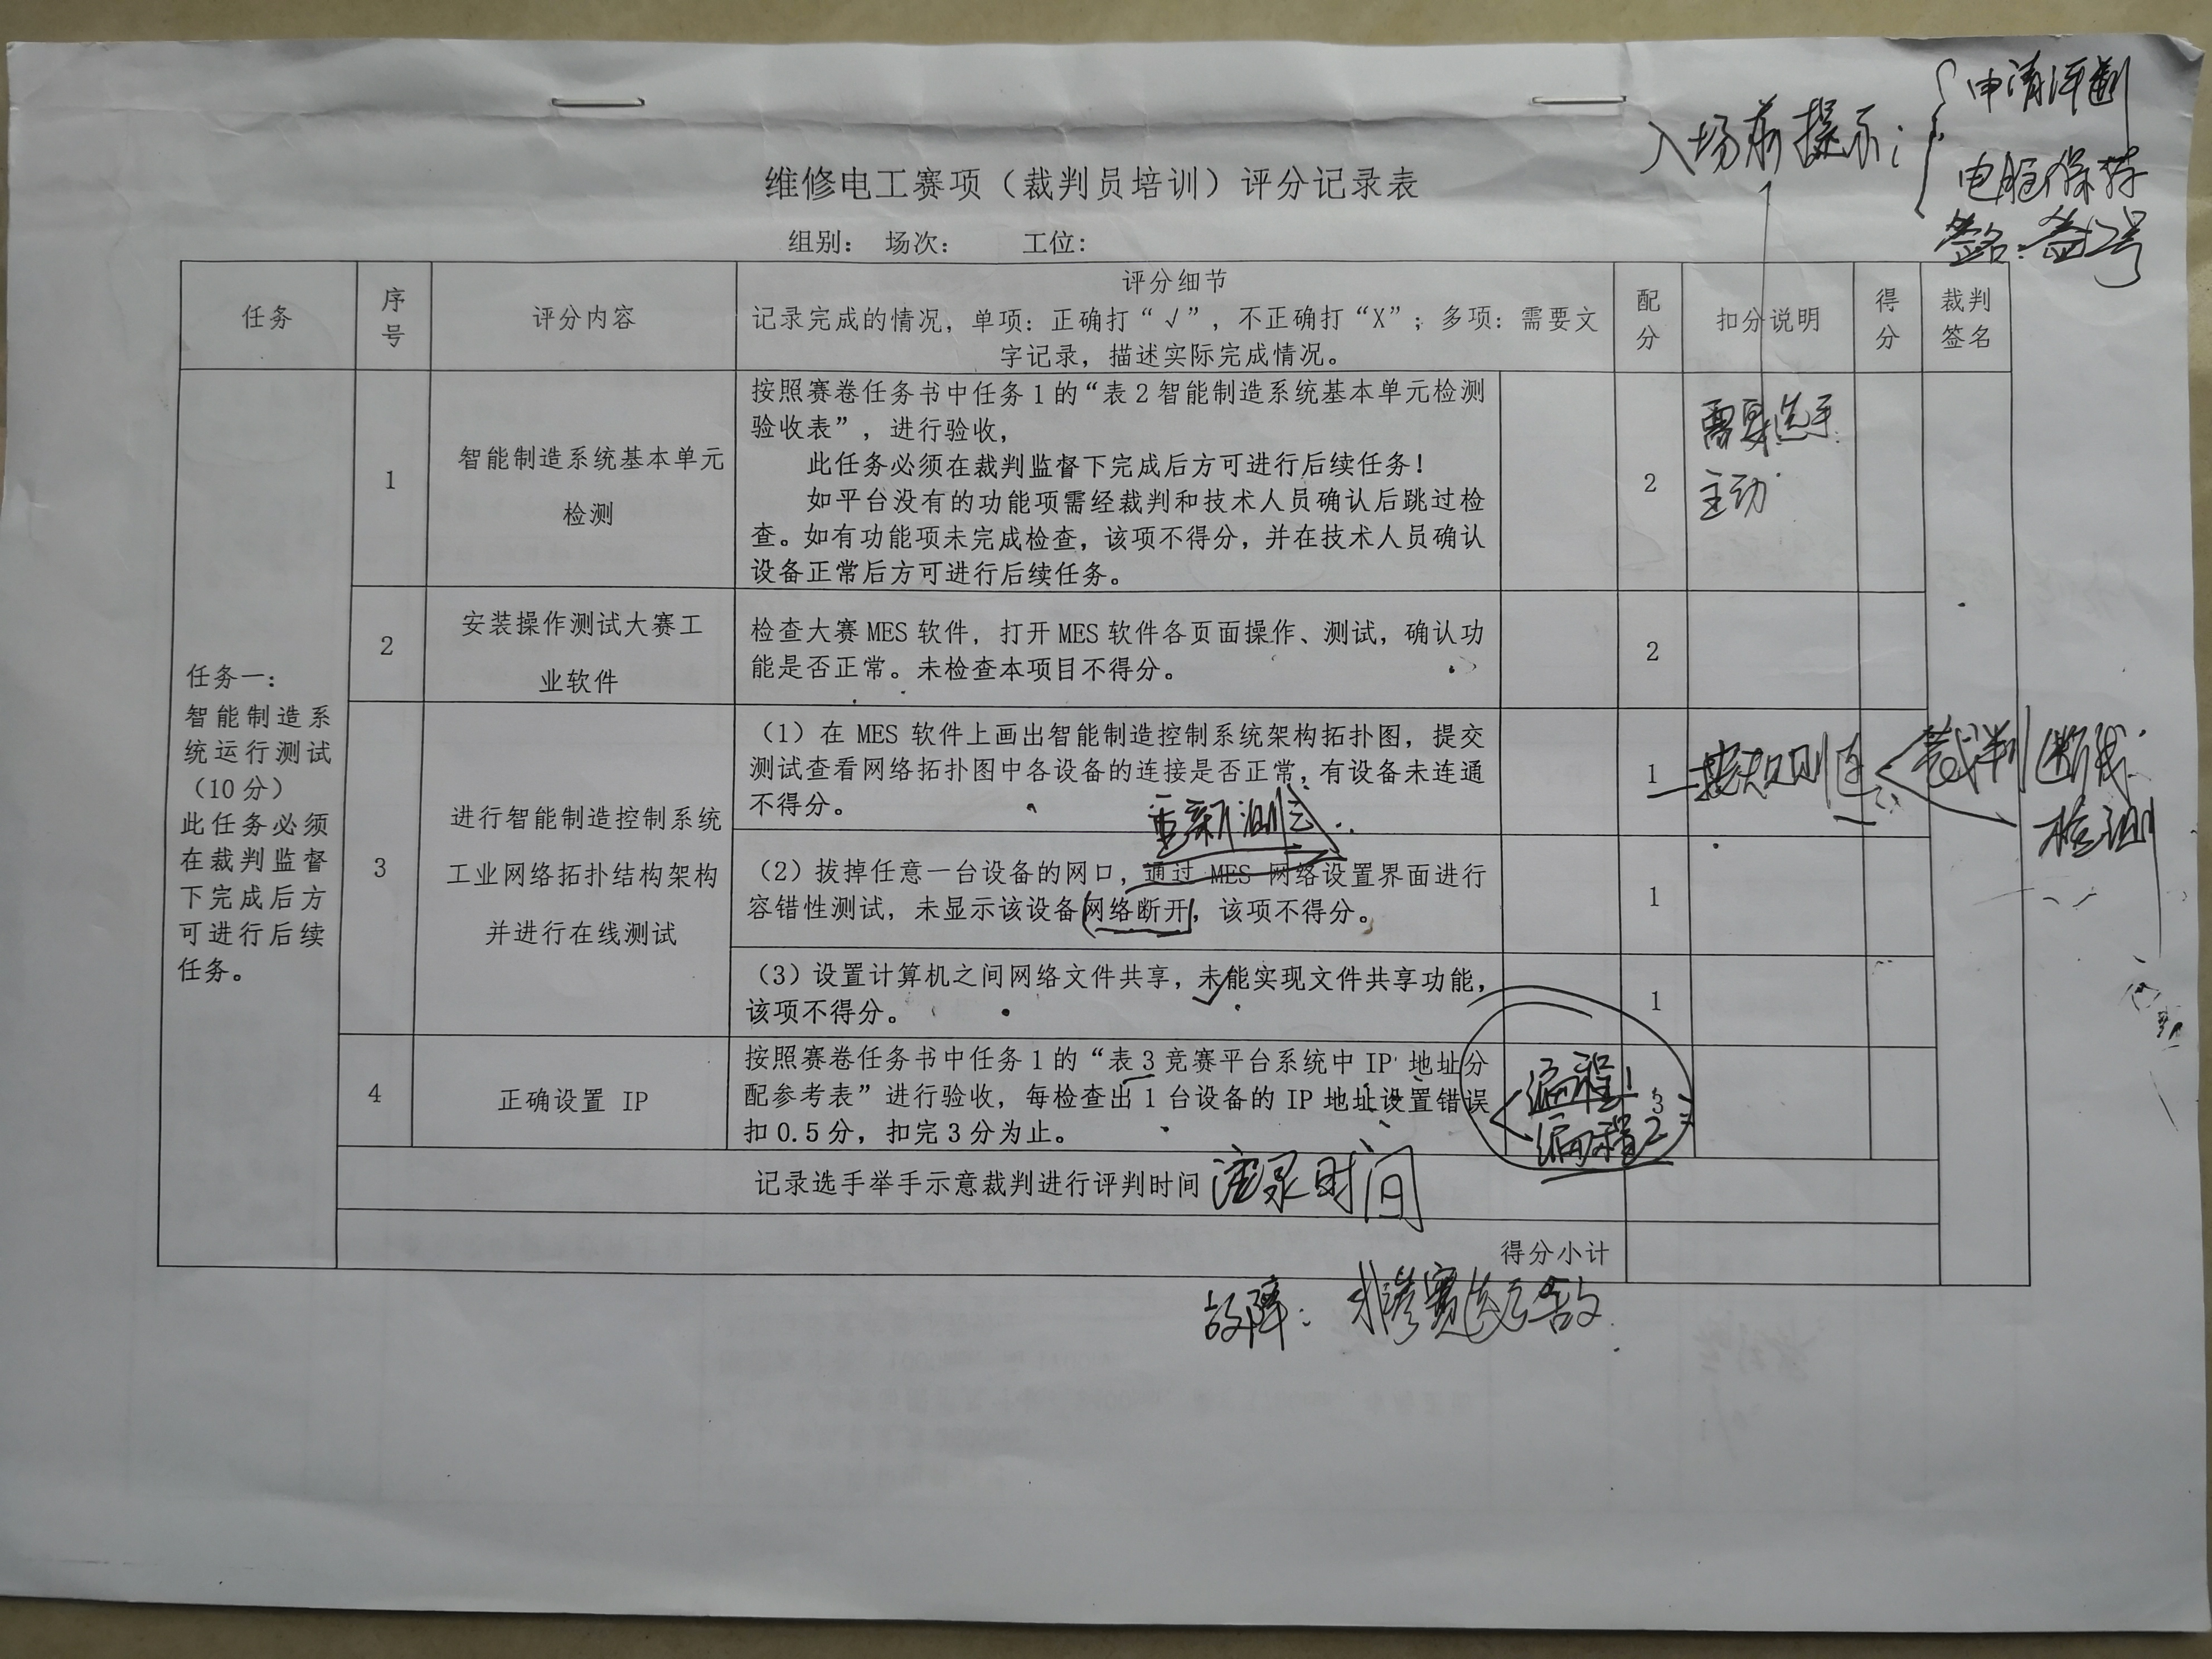 入场前提示：
申请评判
电脑保持
签名：签工号
维修电工赛项（裁判员培训）评分记录表
组别： 场次： 工位：
任务
序号
评分内容
评分细节
记录完成的情况，单项：正确打“√”，不正确打“X”；多项：需要文
字记录，描述实际完成情况。
配分
扣分说明
得分
裁判签名
任务一：
智能制造系
统运行测试
（10分）
此任务必须
在裁判监督
下完成后方
可进行后续
任务。
1
智能制造系统基本单元
检测
按照赛卷任务书中任务1的“表2智能制造系统基本单元检测
验收表”，进行验收，
此任务必须在裁判监督下完成后方可进行后续任务！
如平台没有的功能项需经裁判和技术人员确认后跳过检
查。如有功能项未完成检查，该项不得分，并在技术人员确认
设备正常后方可进行后续任务。
2
需要选手
主动
2
安装操作测试大赛工
业软件
检查大赛MES软件，打开MES软件各页面操作、测试，确认功
能是否正常。未检查本项目不得分。
2
3
进行智能制造控制系统
工业网络拓扑结构架构
并进行在线测试
（1）在MES软件上画出智能制造控制系统架构拓扑图，提交
测试查看网络拓扑图中各设备的连接是否正常，有设备未连通
不得分。
1
按规则连
裁判断线
检测
重新测试
（2）拔掉任意一台设备的网口，通过MES网络设置界面进行
容错性测试，未显示该设备网络断开，该项不得分。
1
（3）设置计算机之间网络文件共享，未能实现文件共享功能，
该项不得分。
1
4
正确设置 IP
按照赛卷任务书中任务1的“表3竞赛平台系统中IP地址分
配参考表”进行验收，每检查出1台设备的IP地址设置错误
扣0.5分，扣完3分为止。
3
编程1
编程2
记录选手举手示意裁判进行评判时间
记录时间
得分小计
故障：